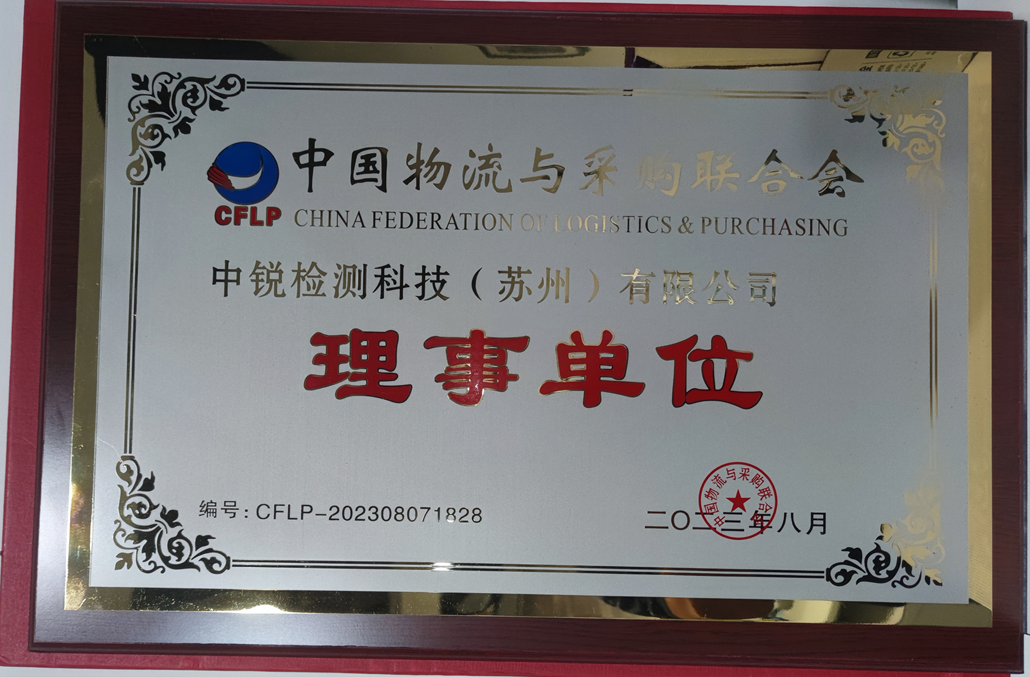 中国物流与采购联合会
CFLP
CHINA FEDERATION OF LOGISTICS & PURCHASING
中锐检测科技（苏州）有限公司
理事单位
编号：CFLP-202308071828
中国物流与采购联合会
二〇二三年八月